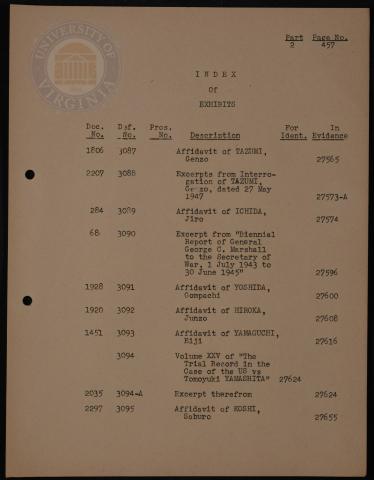 UNIVERSITY OF
VIRGINIA
Part Page No.
2 457
INDEX
Of
EXHIBITS
Doc. Def. Pros. For In
No. No. No. Description Ident. Evidence
1806 3087 Affidavit of TAZUMI,
Genzo 27565
2207 3088 Excerpts from Interro-
gation of TAZUMI,
Genzo, dated 27 May
1947 27573-A
284 3089 Affidavit of ICHIDA,
Jiro 27574
68 3090 Excerpt from "Biennial
Report of General
George C. Marshall
to the Secretary of
War, 1 July 1943 to
30 June 1945" 27596
1928 3091 Affidavit of YOSHIDA,
Gompachi 27600
1920 3092 Affidavit of HIROKA,
Junzo 27608
1451 3093 Affidavit of YAMAGUCHI,
Eiji 27616
3094 Volume XXV of "The
Trial Record in the
Case of the US vs
Tomoyuki YAMASHITA" 27624
2035 3094-A Excerpt therefrom 27624
2297 3095 Affidavit of KOSHI,
Saburo 27655